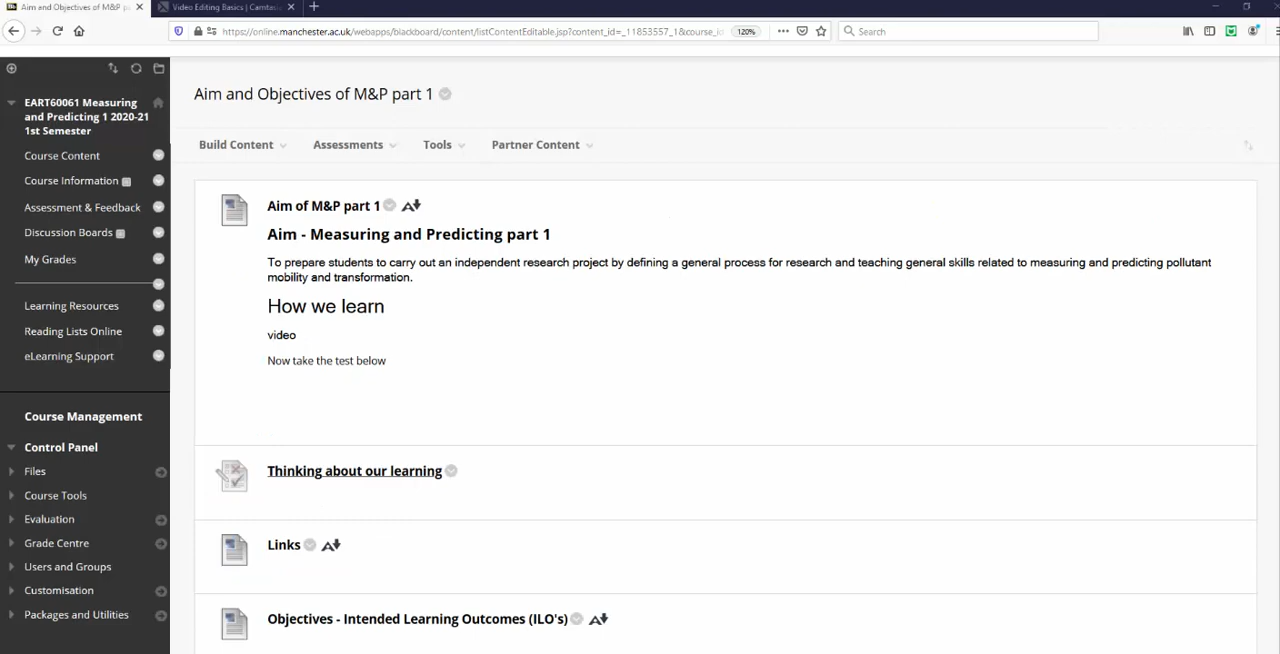 Aim and Objectives of M&P pa
Video Editing Basics | Camtasia
https://online.manchester.ac.uk/webapps/blackboard/content/listContentEditable.jsp?content_id=_11853557_1&course_id
120%
Search
EART60061 Measuring
and Predicting 1 2020-21
1st Semester
Course Content
Course Information
Assessment & Feedback
Discussion Boards
My Grades
Learning Resources
Reading Lists Online
eLearning Support
Course Management
Control Panel
Files
Course Tools
Evaluation
Grade Centre
Users and Groups
Customisation
Packages and Utilities
Aim and Objectives of M&P part 1
Build Content
Assessments
Tools
Partner Content
Aim of M&P part 1
Aim - Measuring and Predicting part 1
To prepare students to carry out an independent research project by defining a general process for research and teaching general skills related to measuring and predicting pollutant
mobility and transformation.
How we learn
video
Now take the test below
Thinking about our learning
Links
Objectives - Intended Learning Outcomes (ILO's)